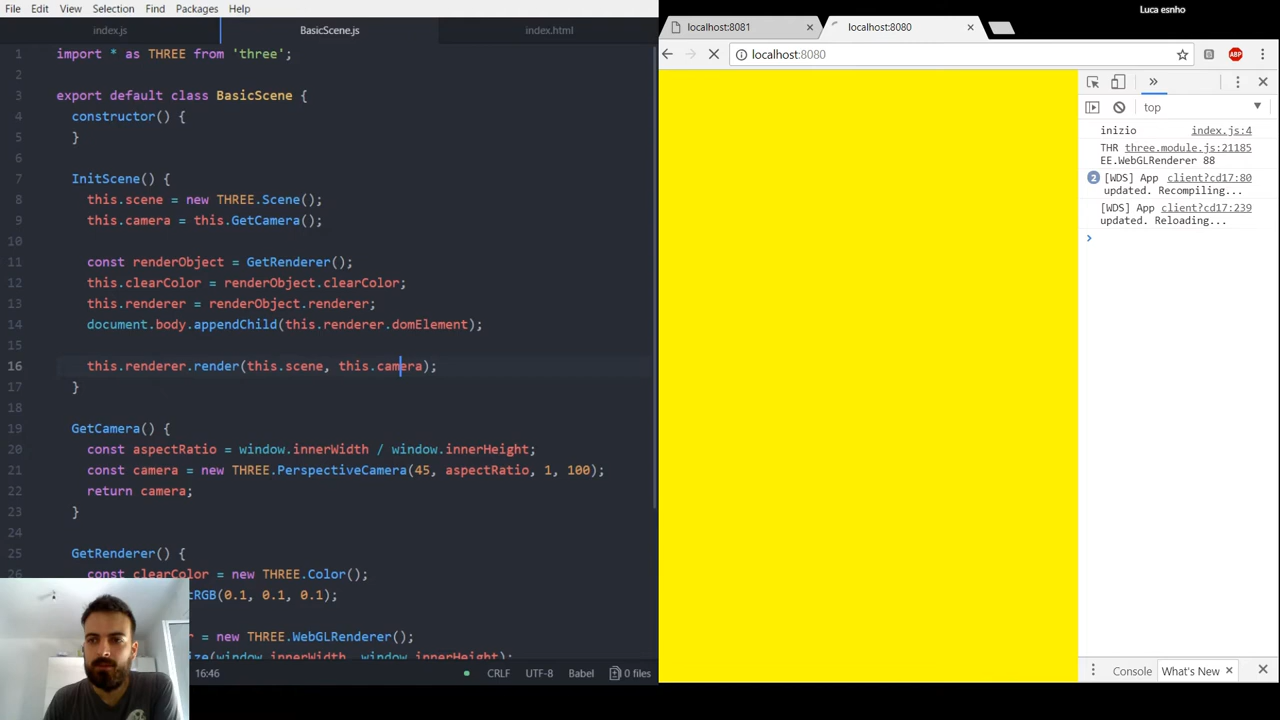 Luca esnho
File Edit View Selection Find Packages Help
index.js BasicScene.js index.html
localhost:8081 localhost:8080
localhost:8080 ABP
top
1 import * as THREE from 'three';
2
3 export default class BasicScene {
4 constructor() {
5 }
6
7 InitScene() {
8 this.scene = new THREE.Scene();
9 this.camera = this.GetCamera();
10
11 const renderObject = GetRenderer();
12 this.clearColor = renderObject.clearColor;
13 this.renderer = renderObject.renderer;
14 document.body.appendChild(this.renderer.domElement);
15
16 this.renderer.render(this.scene, this.camera);
17 }
18
19 GetCamera() {
20 const aspectRatio = window.innerWidth / window.innerHeight;
21 const camera = new THREE.PerspectiveCamera(45, aspectRatio, 1, 100);
22 return camera;
23 }
24
25 GetRenderer() {
26 const clearColor = new THREE.Color();
tRGB(0.1, 0.1, 0.1);
r = new THREE.WebGLRenderer();
ize(window.innerWidth, window.innerHeight);
16:46 CRLF UTF-8 Babel 0 files
inizio index.js:4
THR three.module.js:21185
EE.WebGLRenderer 88
2 [WDS] App client?cd17:80
updated. Recompiling...
[WDS] App client?cd17:239
updated. Reloading...
Console What's New